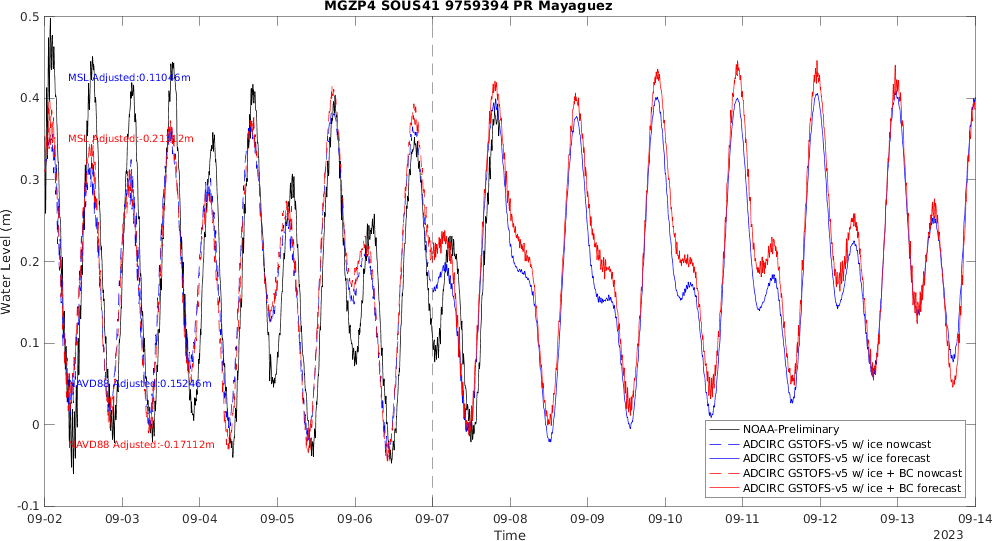 MGZP4 SOUS41 9759394 PR Mayaguez
0.5
0.4
0.3
0.2
0.1
0
-0.1
Water Level (m)
MSL Adjusted:0.11046m
NAVD88 Adjusted:0.15246m
NAVD88 Adjusted:-0.17112m
NOAA-Preliminary
ADCIRC GSTOFS-v5 w/ ice nowcast
ADCIRC GSTOFS-v5 w/ ice forecast
ADCIRC GSTOFS-v5 w/ ice + BC nowcast
ADCIRC GSTOFS-v5 w/ ice + BC forecast
09-02 09-03 09-04 09-05 09-06 09-07 09-08 09-09 09-10 09-11 09-12 09-13 09-14
Time
2023